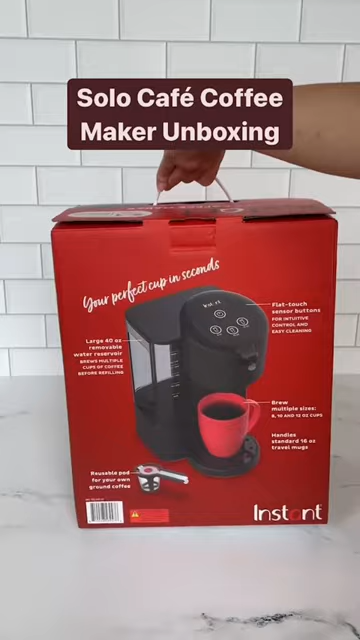 Solo Café Coffee
Maker Unboxing
Your perfect cup in seconds
Instant
Flat-touch
sensor buttons
FOR INTUITIVE
CONTROL AND
EASY CLEANING
Large 40 oz
removable
water reservoir
BREWS MULTIPLE
CUPS OF COFFEE
BEFORE REFILLING
Brew
multiple sizes:
8, 10 AND 12 OZ CUPS
Handles
standard 16 oz
travel mugs
Reusable pod
for your own
ground coffee
Instant